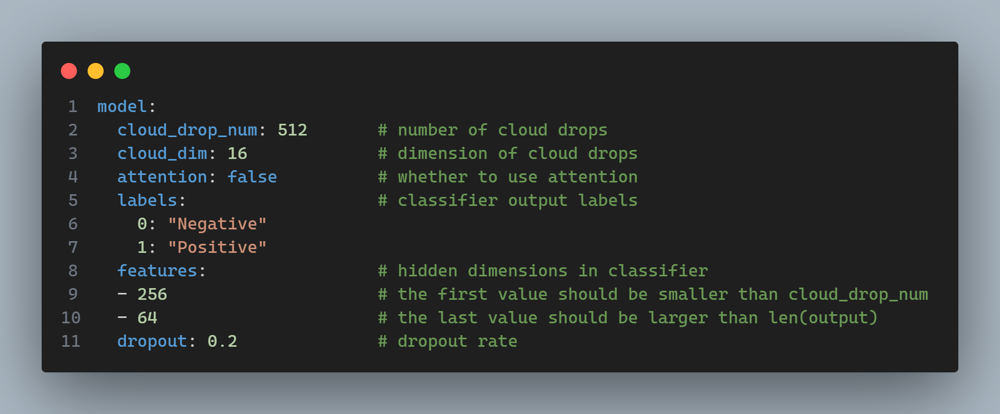 1 model:
2   cloud_drop_num: 512       # number of cloud drops
3   cloud_dim: 16             # dimension of cloud drops
4   attention: false          # whether to use attention
5   labels:                   # classifier output labels
6     0: "Negative"
7     1: "Positive"
8   features:                 # hidden dimensions in classifier
9   - 256                     # the first value should be smaller than cloud_drop_num
10  - 64                      # the last value should be larger than len(output)
11  dropout: 0.2              # dropout rate